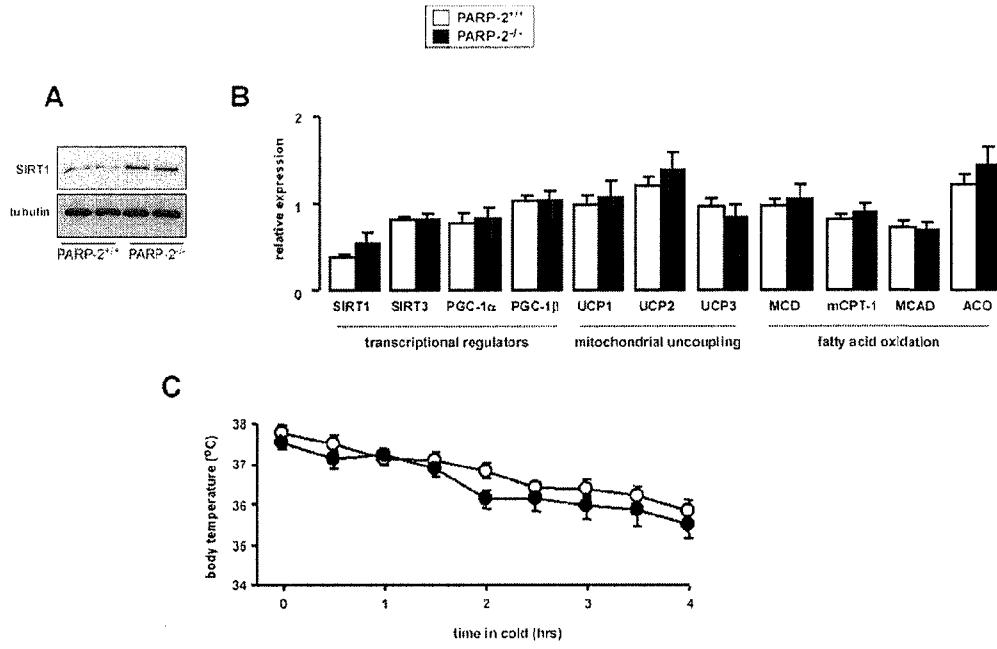 PARP-2+/+
PARP-2-/-
A
SIRT1
tubulin
PARP-2+/+ PARP-2-/-
B
2
1
0
relative expression
SIRT1 SIRT3 PGC-1α PGC-1β UCP1 UCP2 UCP3 MCD mCPT-1 MCAD ACO
transcriptional regulators mitochondrial uncoupling fatty acid oxidation
C
38
37
36
35
34
body temperature (°C)
0 1 2 3 4
time in cold (hrs)